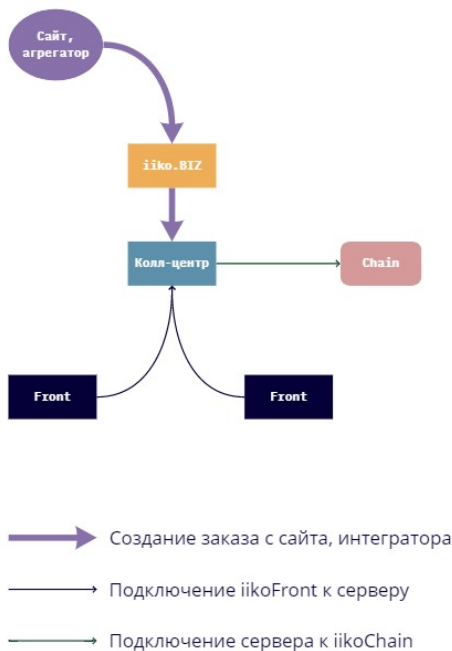 Сайт,
агрегатор
iiko.BIZ
Колл-центр
Chain
Front
Front
Создание заказа с сайта, интегратора
Подключение iikoFront к серверу
Подключение сервера к iikoChain